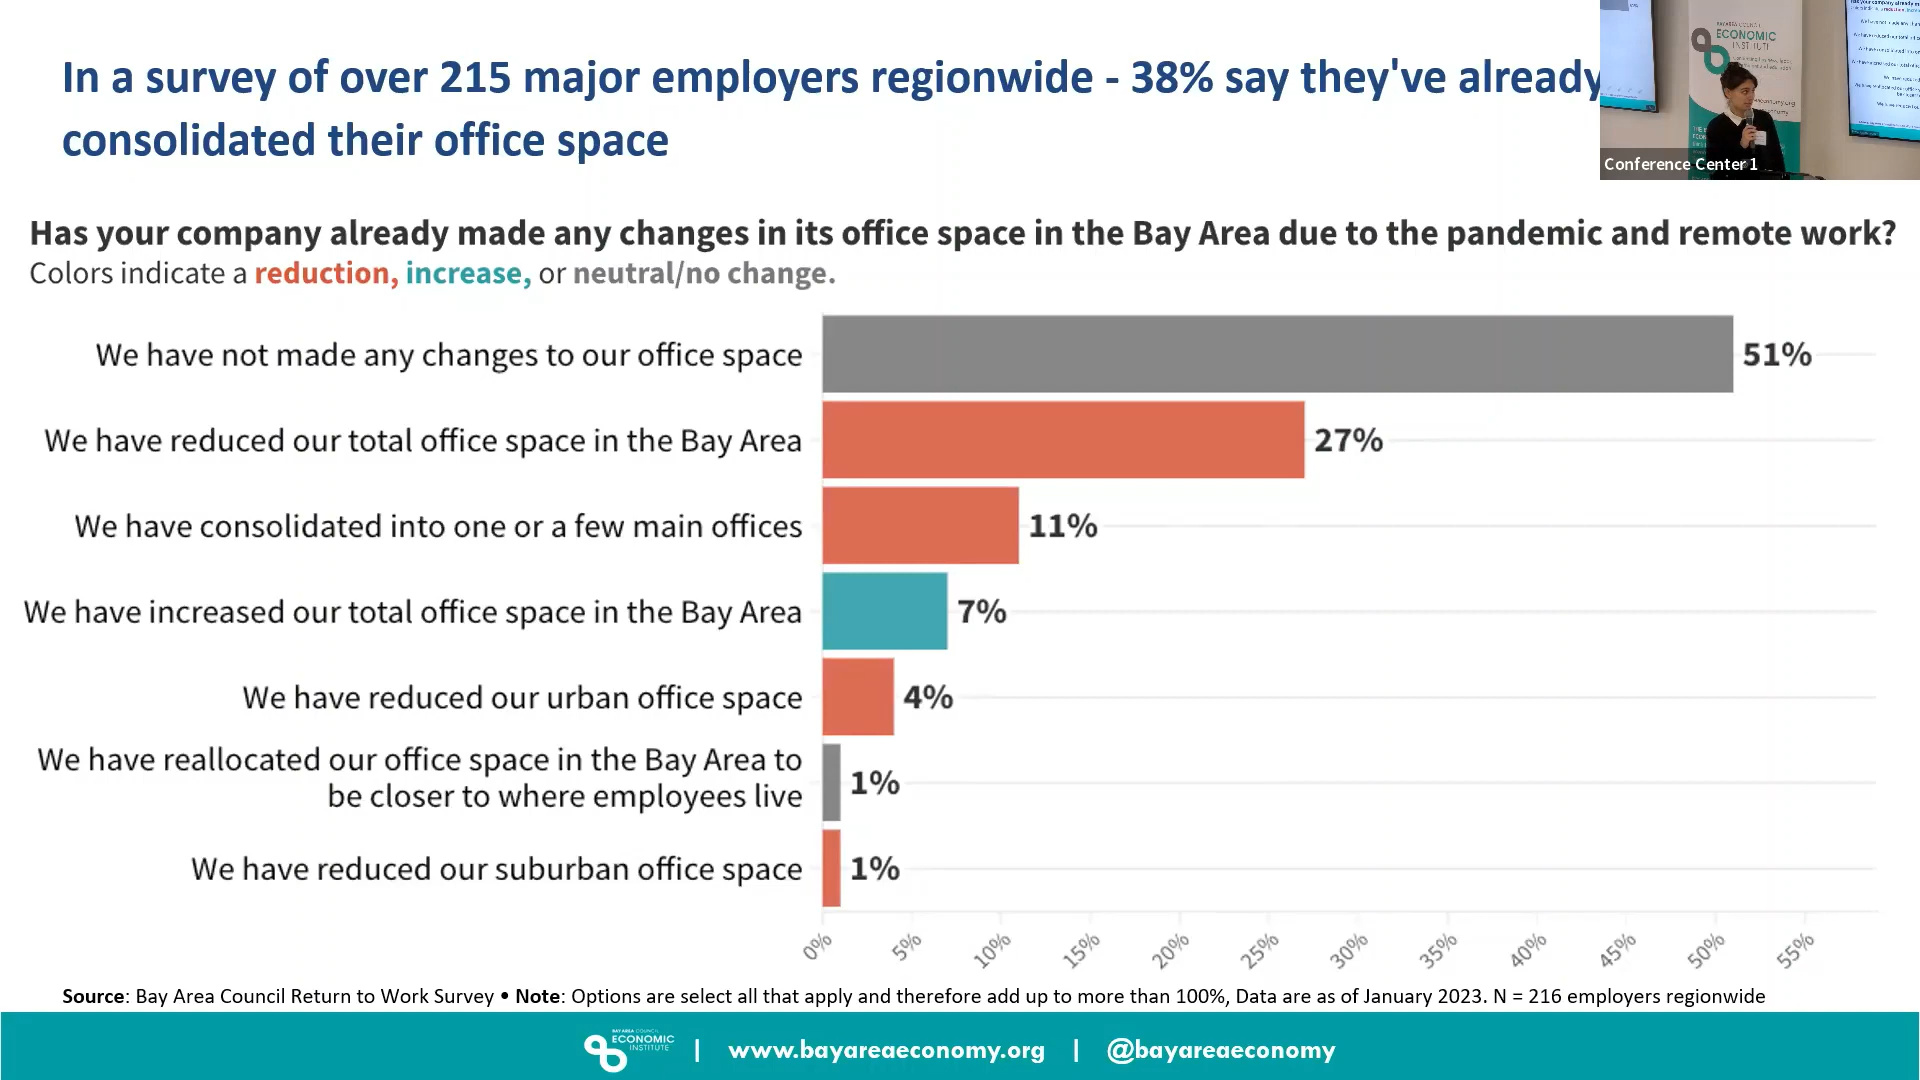 In a survey of over 215 major employers regionwide - 38% say they've already
consolidated their office space
BAY AREA COUNCIL
ECONOMIC
INSTITUTE
Conference Center 1
Has your company already made any changes in its office space in the Bay Area due to the pandemic and remote work?
Colors indicate a reduction, increase, or neutral/no change.
We have not made any changes to our office space 51%
We have reduced our total office space in the Bay Area 27%
We have consolidated into one or a few main offices 11%
We have increased our total office space in the Bay Area 7%
We have reduced our urban office space 4%
We have reallocated our office space in the Bay Area to
be closer to where employees live 1%
We have reduced our suburban office space 1%
0% 5% 10% 15% 20% 25% 30% 35% 40% 45% 50% 55%
Source: Bay Area Council Return to Work Survey • Note: Options are select all that apply and therefore add up to more than 100%, Data are as of January 2023. N = 216 employers regionwide
BAY AREA COUNCIL
ECONOMIC
INSTITUTE
| www.bayareaeconomy.org | @bayareaeconomy